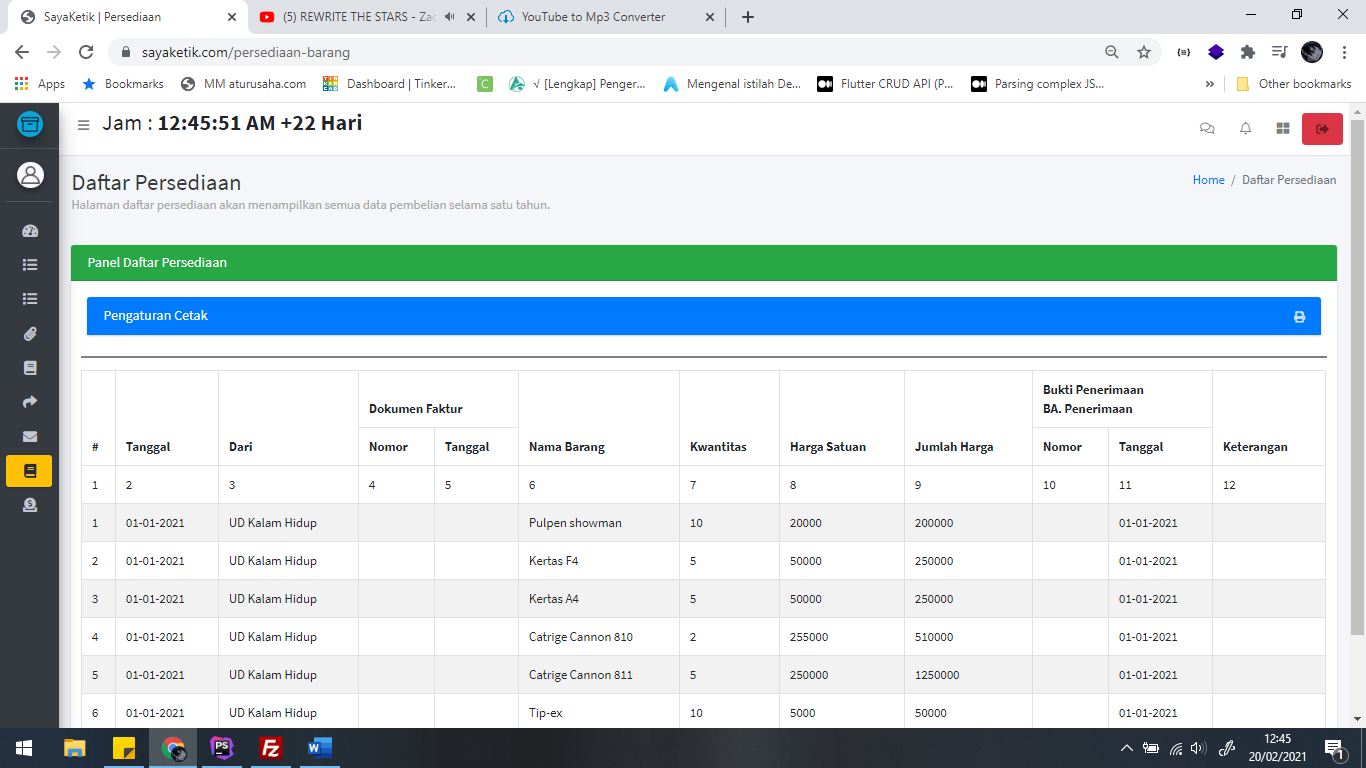 SayaKetik | Persediaan
(5) REWRITE THE STARS - Zac
YouTube to Mp3 Converter
sayaketik.com/persediaan-barang
Apps
Bookmarks
MM aturusaha.com
Dashboard | Tinker...
√ [Lengkap] Penger...
Mengenal istilah De...
Flutter CRUD API (P...
Parsing complex JS...
»
Other bookmarks
Jam : 12:45:51 AM +22 Hari
Daftar Persediaan
Home / Daftar Persediaan
Halaman daftar persediaan akan menampilkan semua data pembelian selama satu tahun.
Panel Daftar Persediaan
Pengaturan Cetak
Dokumen Faktur
Bukti Penerimaan
BA. Penerimaan
# Tanggal Dari Nomor Tanggal Nama Barang Kwantitas Harga Satuan Jumlah Harga Nomor Tanggal Keterangan
1 2 3 4 5 6 7 8 9 10 11 12
1 01-01-2021 UD Kalam Hidup Pulpen showman 10 20000 200000 01-01-2021
2 01-01-2021 UD Kalam Hidup Kertas F4 5 50000 250000 01-01-2021
3 01-01-2021 UD Kalam Hidup Kertas A4 5 50000 250000 01-01-2021
4 01-01-2021 UD Kalam Hidup Catrige Cannon 810 2 255000 510000 01-01-2021
5 01-01-2021 UD Kalam Hidup Catrige Cannon 811 5 250000 1250000 01-01-2021
6 01-01-2021 UD Kalam Hidup Tip-ex 10 5000 50000 01-01-2021
12:45
20/02/2021
1